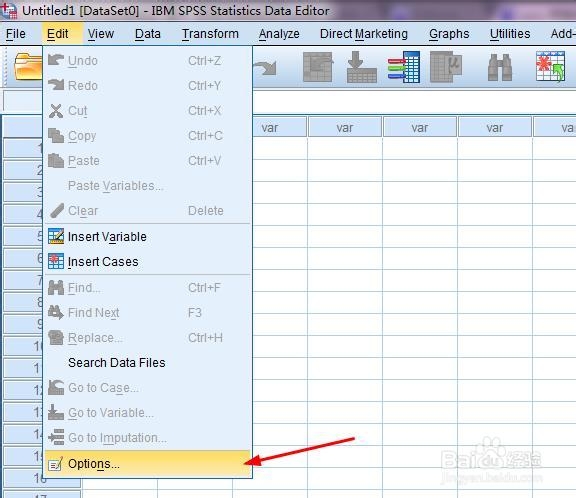 Untitled1 [DataSet0] - IBM SPSS Statistics Data Editor
File Edit View Data Transform Analyze Direct Marketing Graphs Utilities Add-
Undo Ctrl+Z
Redo Ctrl+Y
Cut Ctrl+X
Copy Ctrl+C
Paste Ctrl+V
Paste Variables...
Clear Delete
Insert Variable
Insert Cases
Find... Ctrl+F
Find Next F3
Replace... Ctrl+H
Search Data Files
Go to Case...
Go to Variable...
Go to Imputation...
Options...
var var var var va
1
2
3
4
5
6
7
8
9
10
11
12
13
14
15
16
Baidu 经验
jingyan.baidu.com